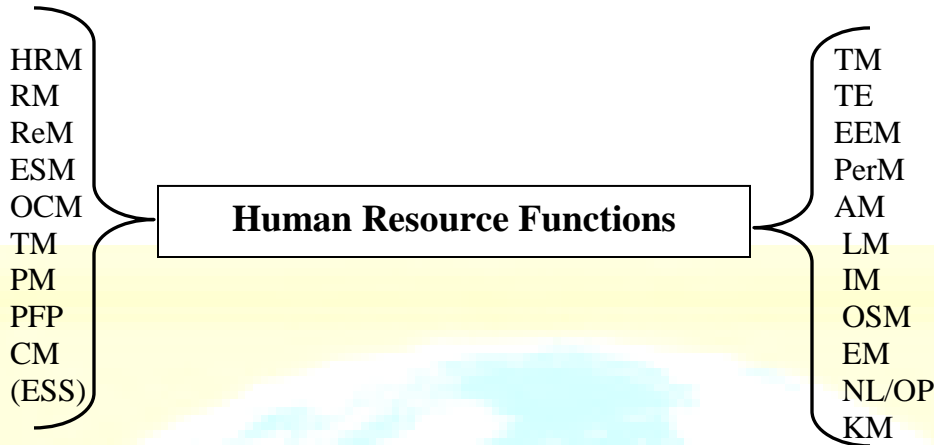 HRM
RM
ReM
ESM
OCM
TM
PM
PFP
CM
(ESS)
Human Resource Functions
TM
TE
EEM
PerM
AM
LM
IM
OSM
EM
NL/OP
KM